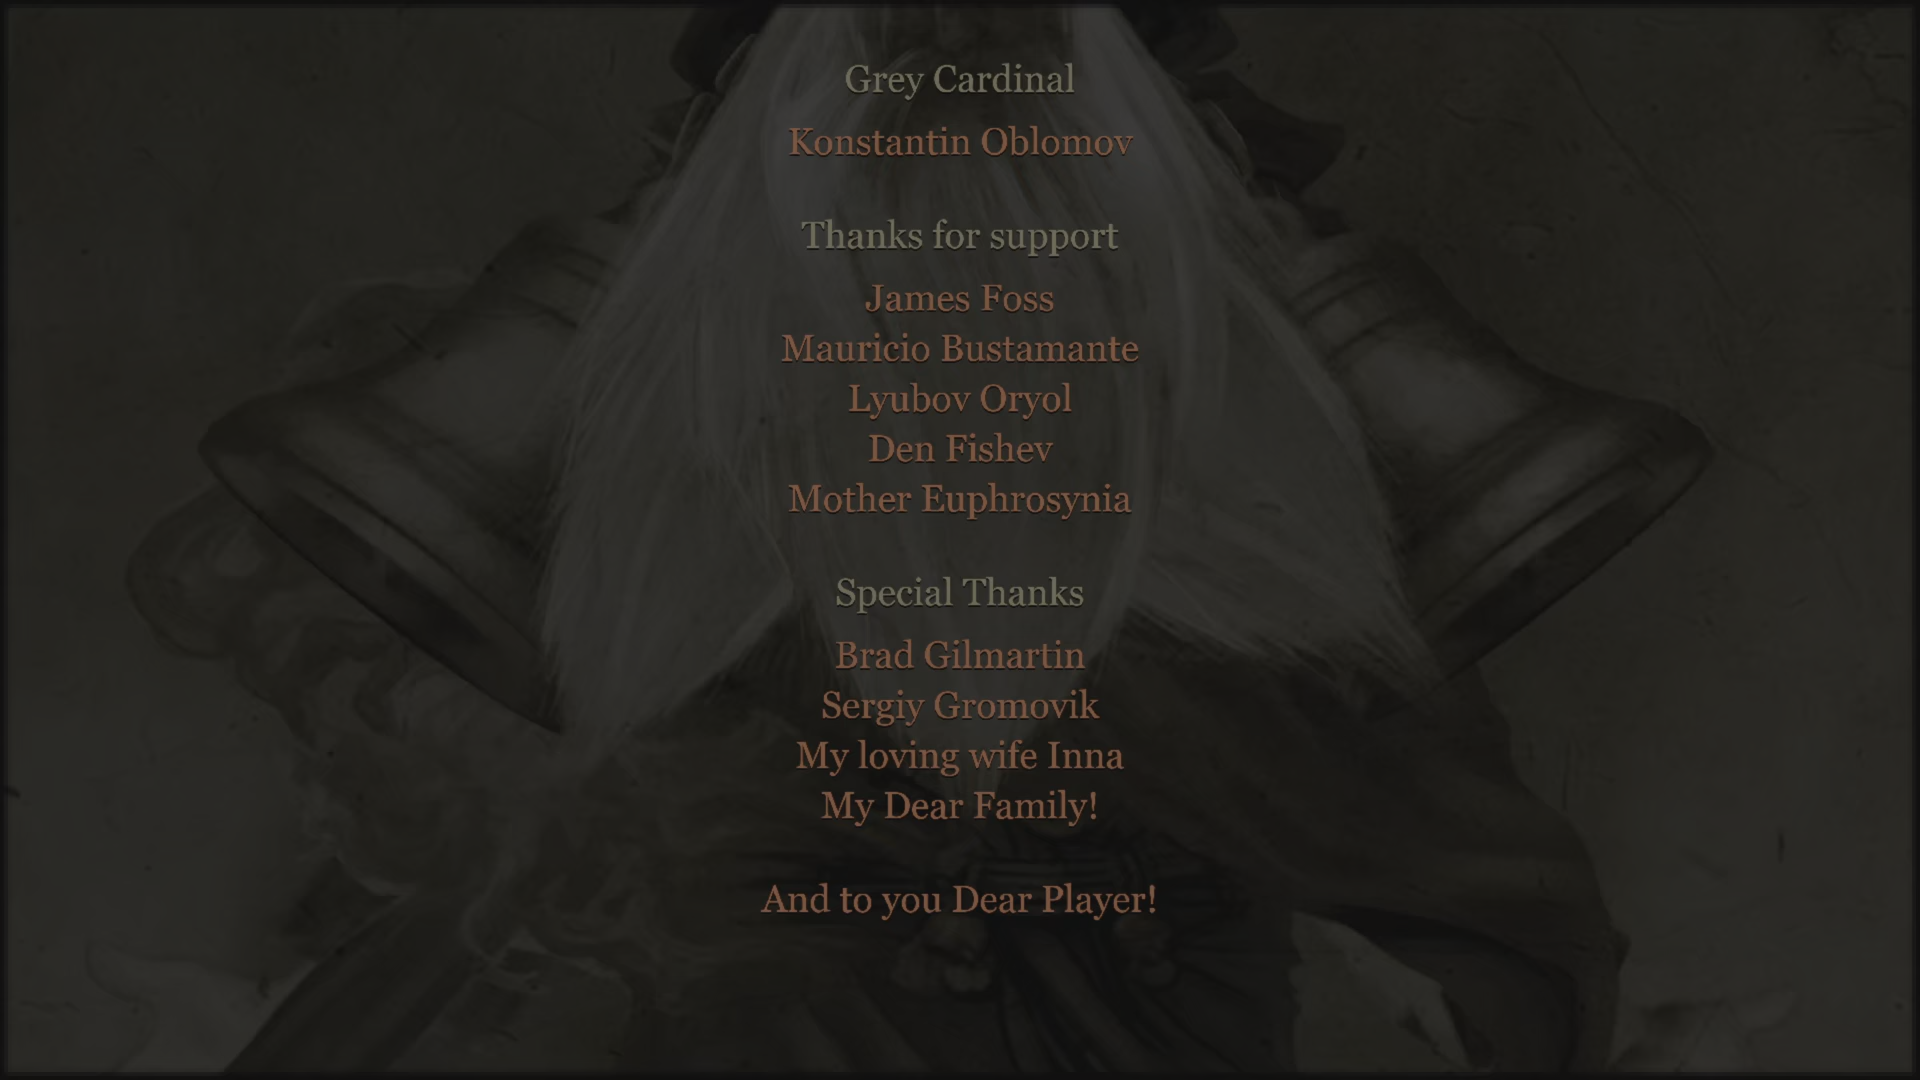 Grey Cardinal
Konstantin Oblomov
Thanks for support
James Foss
Mauricio Bustamante
Lyubov Oryol
Den Fishev
Mother Euphrosynia
Special Thanks
Brad Gilmartin
Sergiy Gromovik
My loving wife Inna
My Dear Family!
And to you Dear Player!